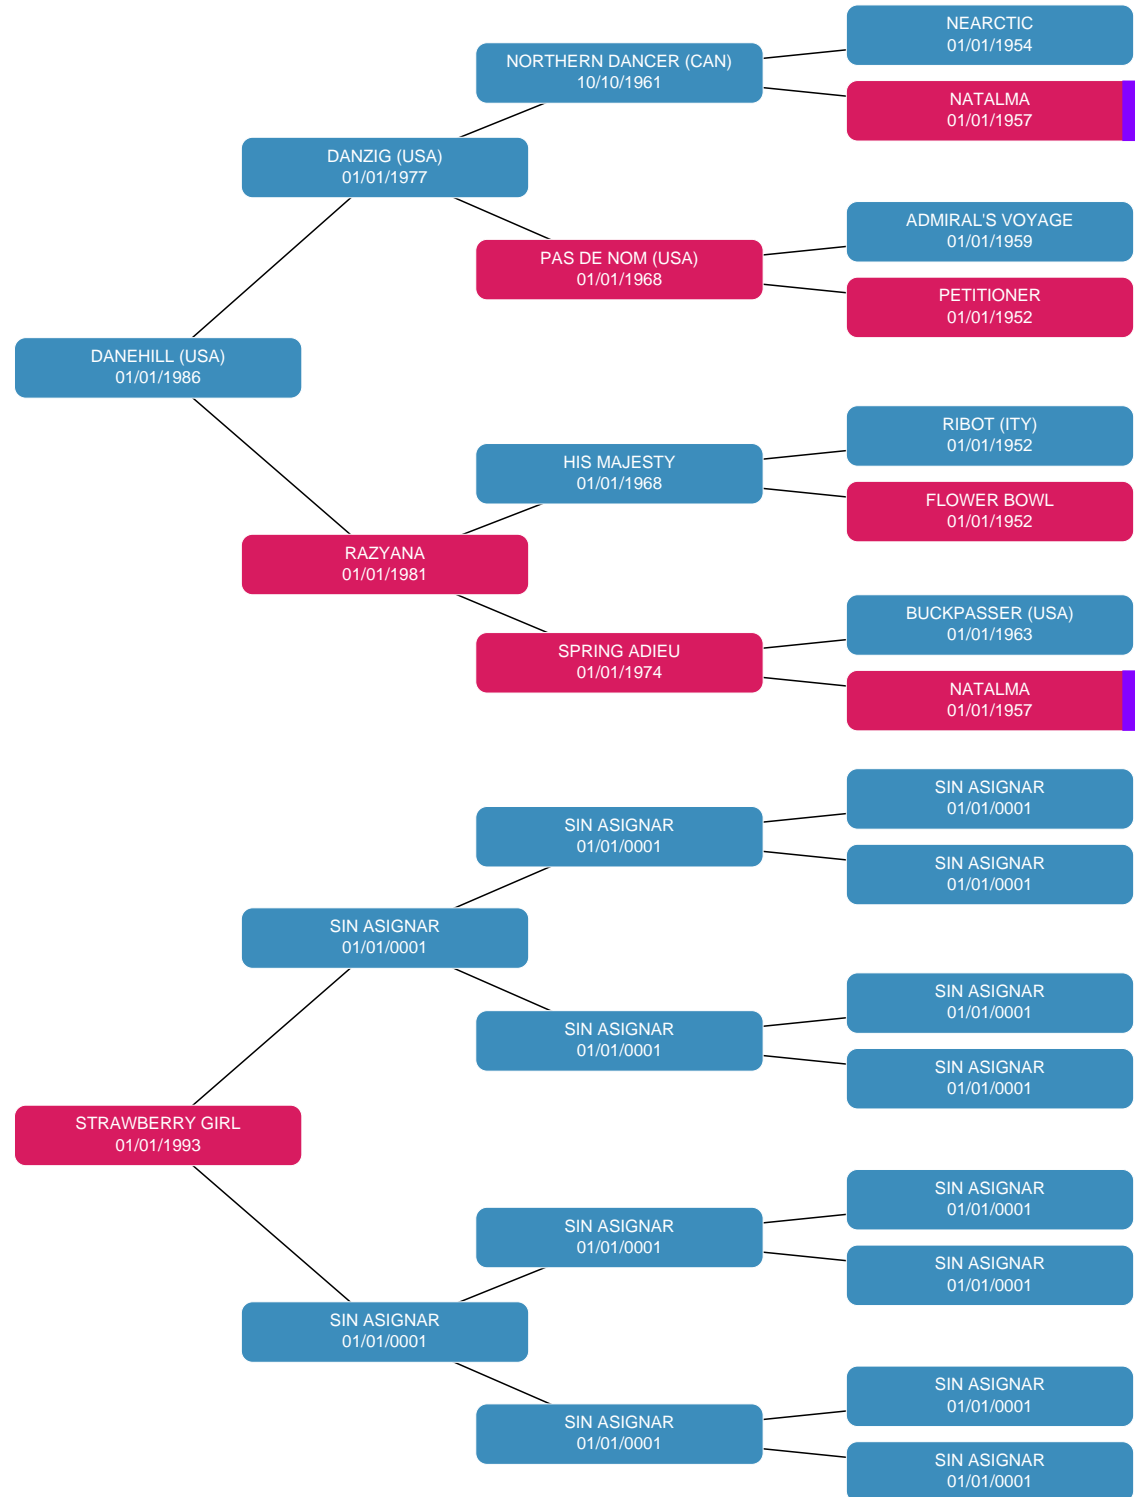 NEARCTIC
01/01/1954
NORTHERN DANCER (CAN)
10/10/1961
NATALMA
01/01/1957
DANZIG (USA)
01/01/1977
ADMIRAL'S VOYAGE
01/01/1959
PAS DE NOM (USA)
01/01/1968
PETITIONER
01/01/1952
DANEHILL (USA)
01/01/1986
RIBOT (ITY)
01/01/1952
HIS MAJESTY
01/01/1968
FLOWER BOWL
01/01/1952
RAZYANA
01/01/1981
BUCKPASSER (USA)
01/01/1963
SPRING ADIEU
01/01/1974
NATALMA
01/01/1957
SIN ASIGNAR
01/01/0001
SIN ASIGNAR
01/01/0001
SIN ASIGNAR
01/01/0001
SIN ASIGNAR
01/01/0001
SIN ASIGNAR
01/01/0001
SIN ASIGNAR
01/01/0001
SIN ASIGNAR
01/01/0001
STRAWBERRY GIRL
01/01/1993
SIN ASIGNAR
01/01/0001
SIN ASIGNAR
01/01/0001
SIN ASIGNAR
01/01/0001
SIN ASIGNAR
01/01/0001
SIN ASIGNAR
01/01/0001
SIN ASIGNAR
01/01/0001
SIN ASIGNAR
01/01/0001